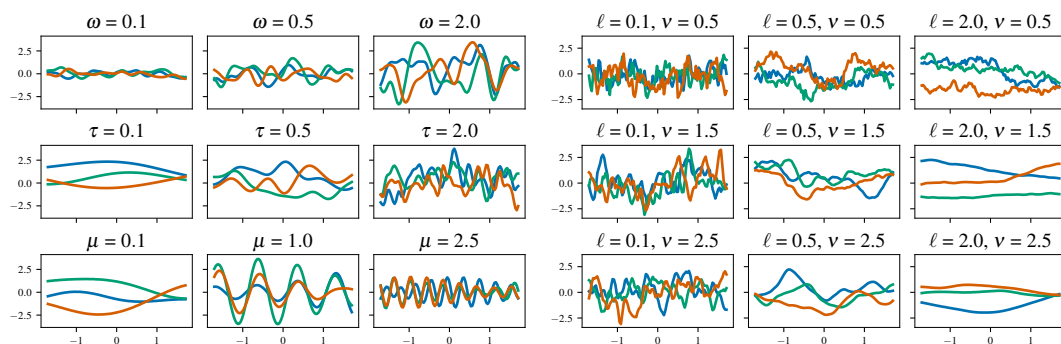 ω = 0.1 ω = 0.5 ω = 2.0 ℓ = 0.1, ν = 0.5 ℓ = 0.5, ν = 0.5 ℓ = 2.0, ν = 0.5
2.5 2.5
0.0 0.0
−2.5 −2.5
τ = 0.1 τ = 0.5 τ = 2.0 ℓ = 0.1, ν = 1.5 ℓ = 0.5, ν = 1.5 ℓ = 2.0, ν = 1.5
2.5 2.5
0.0 0.0
−2.5 −2.5
μ = 0.1 μ = 1.0 μ = 2.5 ℓ = 0.1, ν = 2.5 ℓ = 0.5, ν = 2.5 ℓ = 2.0, ν = 2.5
2.5 2.5
0.0 0.0
−2.5 −2.5
−1 0 1 −1 0 1 −1 0 1 −1 0 1 −1 0 1 −1 0 1